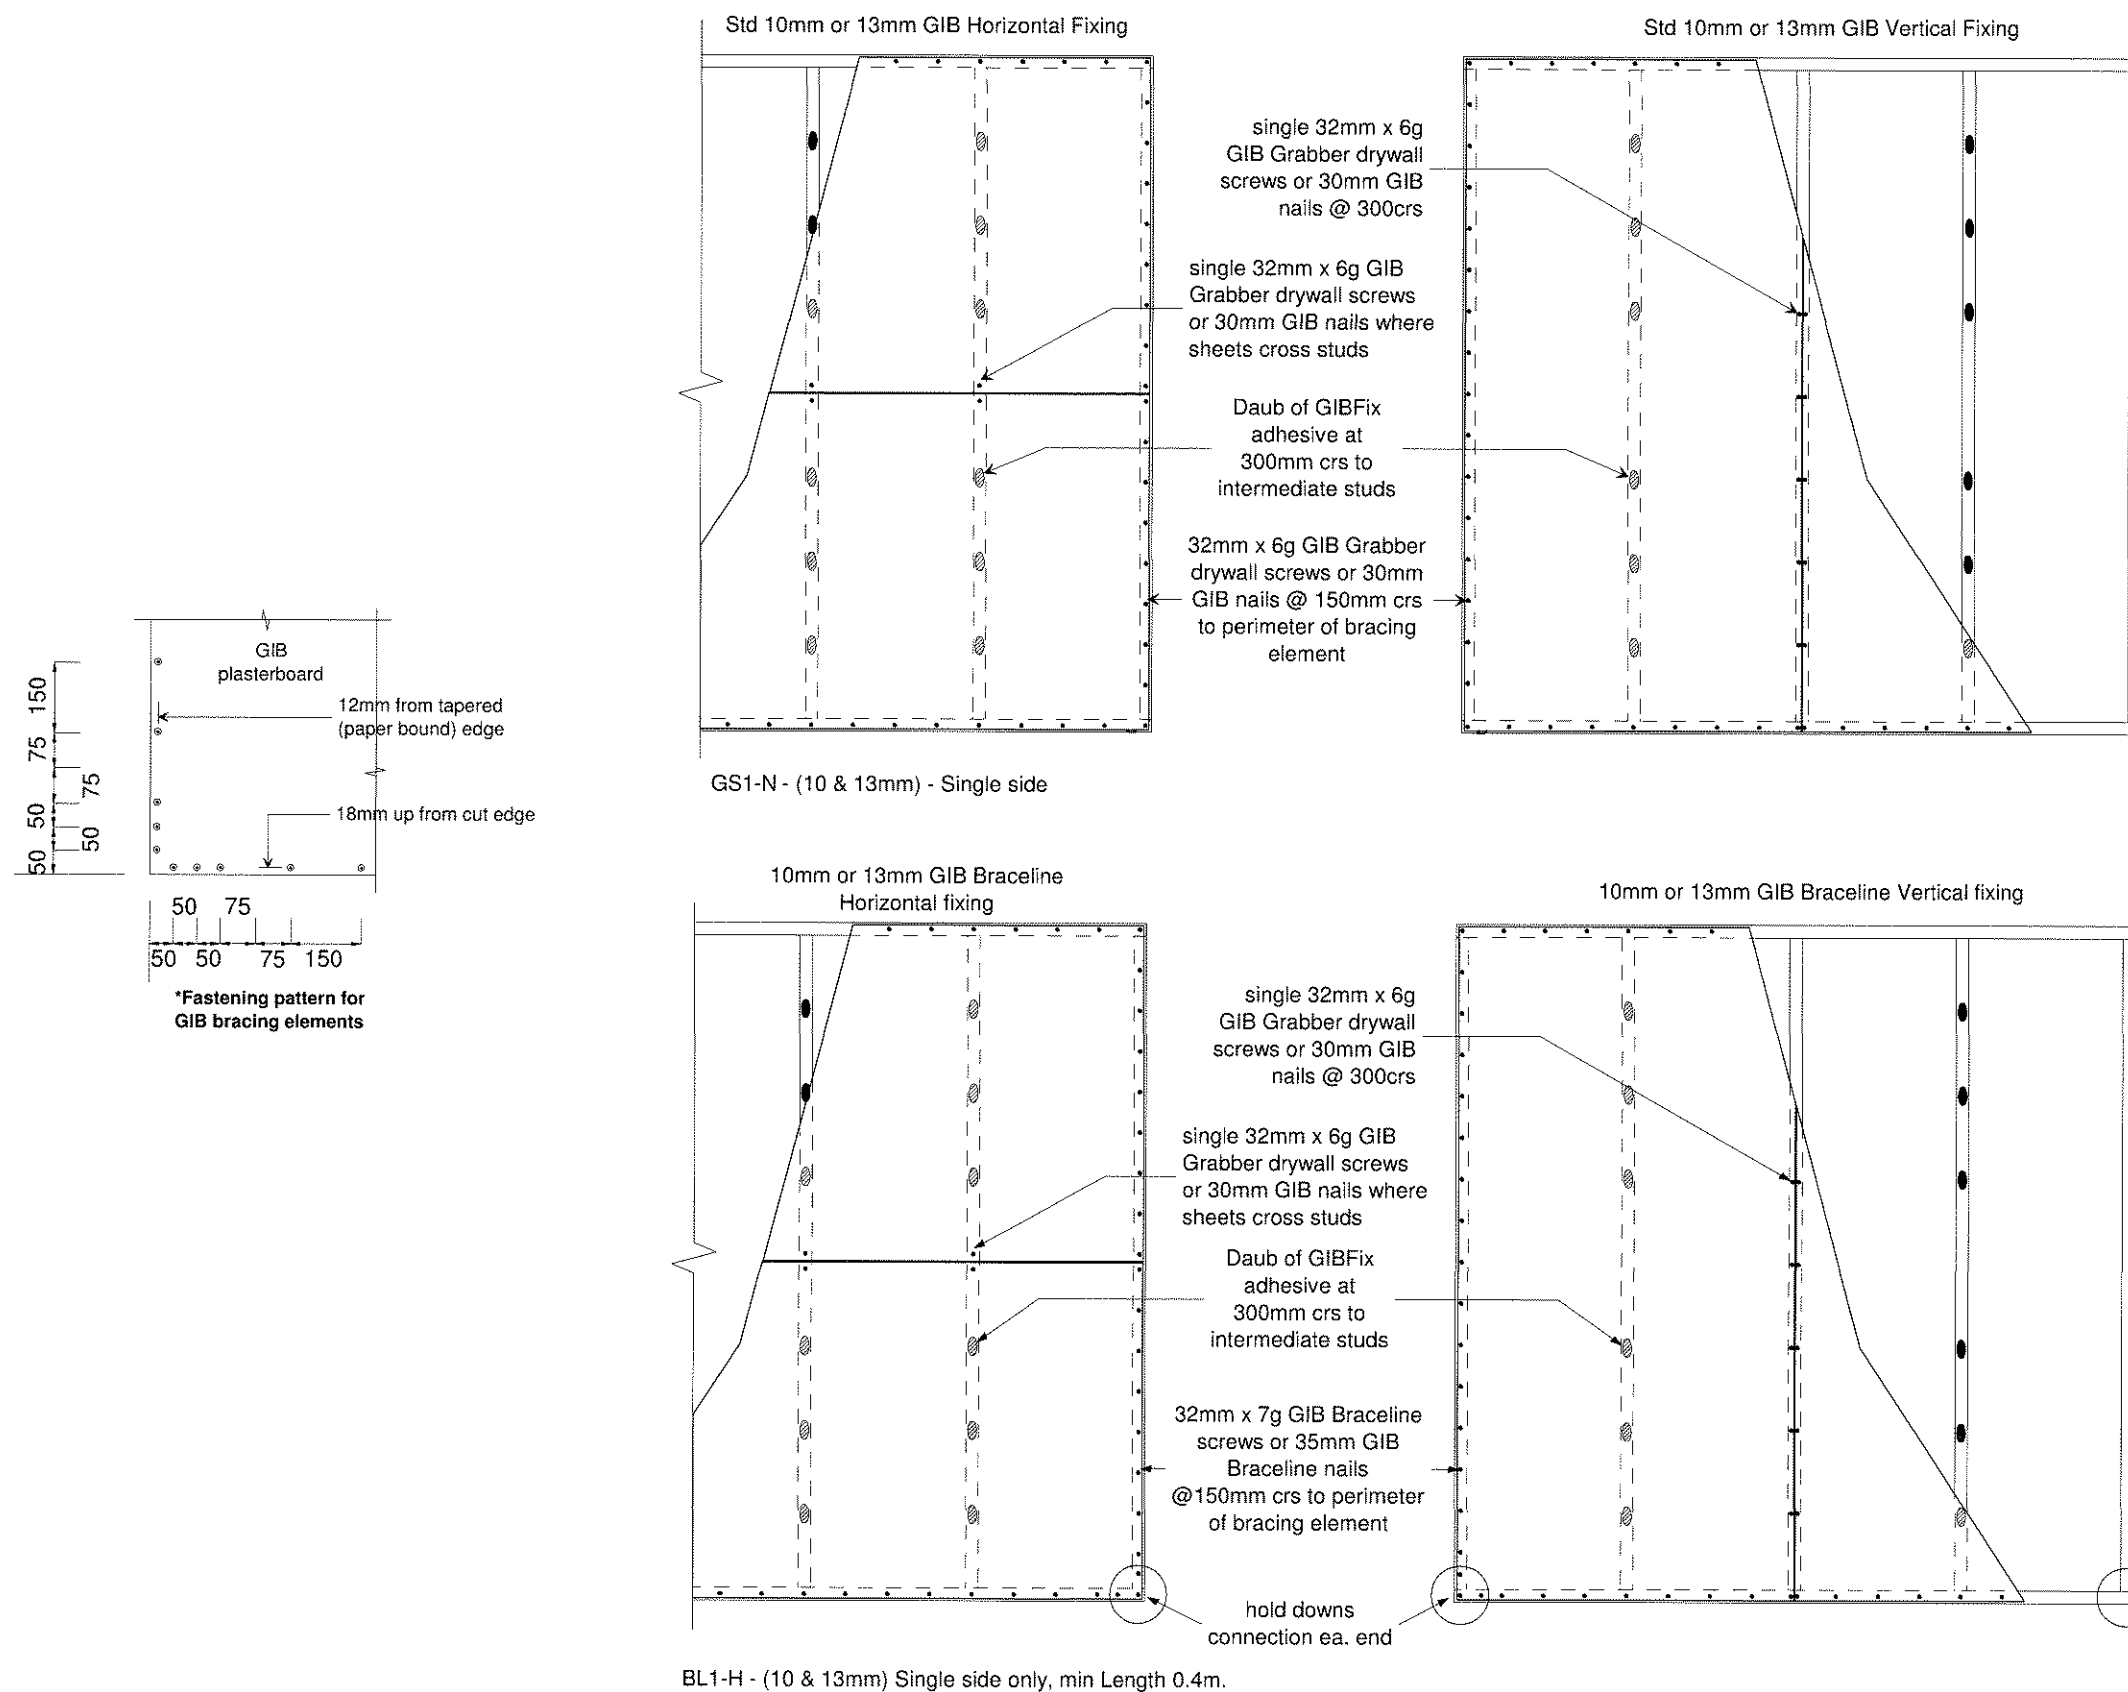 Std 10mm or 13mm GIB Horizontal Fixing
Std 10mm or 13mm GIB Vertical Fixing
single 32mm x 6g
GIB Grabber drywall
screws or 30mm GIB
nails @ 300crs
single 32mm x 6g GIB
Grabber drywall screws
or 30mm GIB nails where
sheets cross studs
Daub of GIBFix
adhesive at
300mm crs to
intermediate studs
32mm x 6g GIB Grabber
drywall screws or 30mm
GIB nails @ 150mm crs
to perimeter of bracing
element
GS1-N - (10 & 13mm) - Single side
GIB
plasterboard
12mm from tapered
(paper bound) edge
18mm up from cut edge
150
75
75
50
50
50
50 75
50 50 75 150
*Fastening pattern for
GIB bracing elements
10mm or 13mm GIB Braceline
Horizontal fixing
10mm or 13mm GIB Braceline Vertical fixing
single 32mm x 6g
GIB Grabber drywall
screws or 30mm GIB
nails @ 300crs
single 32mm x 6g GIB
Grabber drywall screws
or 30mm GIB nails where
sheets cross studs
Daub of GIBFix
adhesive at
300mm crs to
intermediate studs
32mm x 7g GIB Braceline
screws or 35mm GIB
Braceline nails
@150mm crs to perimeter
of bracing element
hold downs
connection ea. end
BL1-H - (10 & 13mm) Single side only, min Length 0.4m.